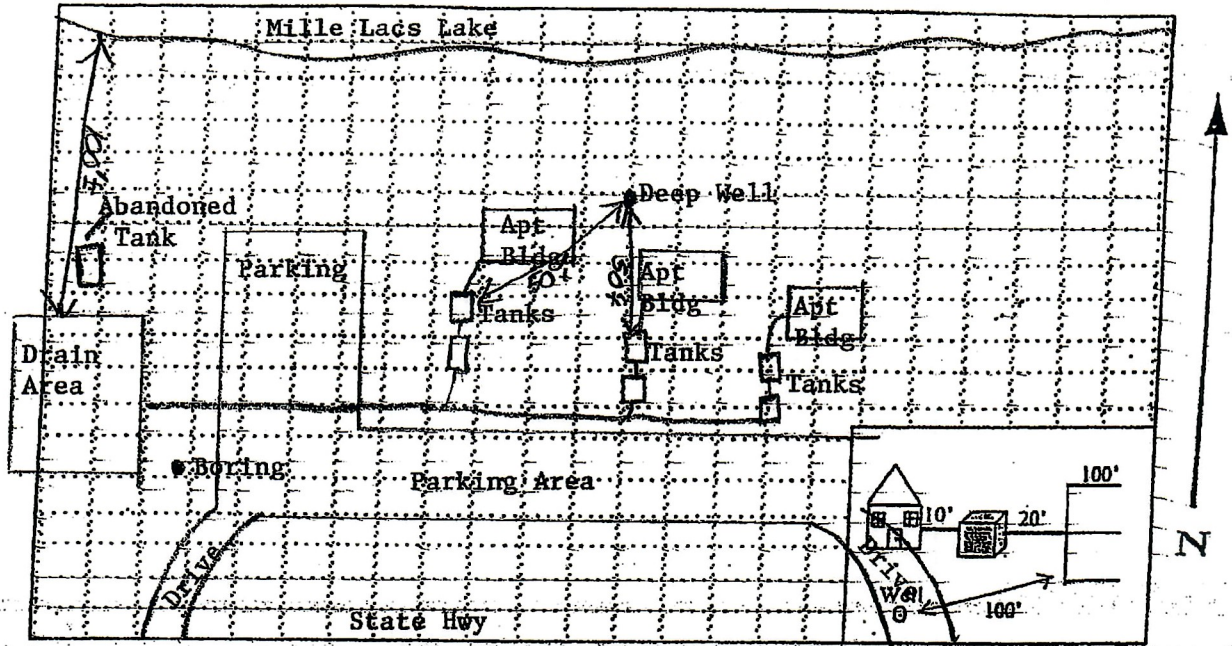 Mille Lacs Lake
Abandoned
Tank
Deep Well
Apt
Bldg
Parking
Apt
Bldg
Tanks
Apt
Bldg
Drain
Area
Tanks
Tanks
Boring
Parking Area
100'
10'
20'
Drive
Drive
Well
100'
State Hwy
N